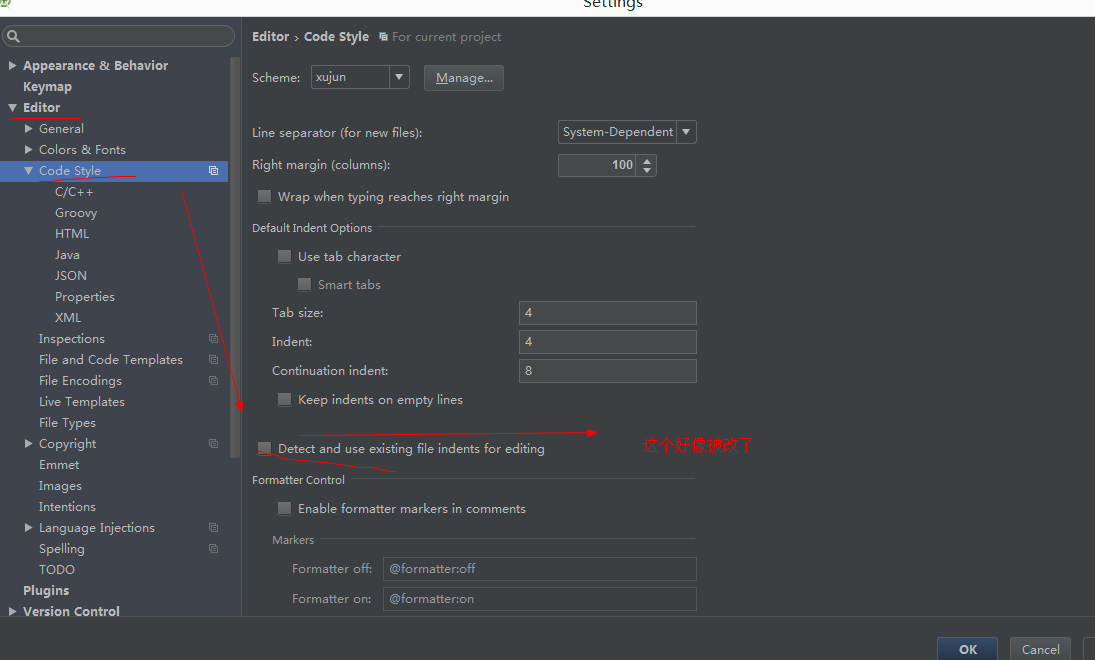 Settings
Appearance & Behavior
Keymap
Editor
General
Colors & Fonts
Code Style
C/C++
Groovy
HTML
Java
JSON
Properties
XML
Inspections
File and Code Templates
File Encodings
Live Templates
File Types
Copyright
Emmet
Images
Intentions
Language Injections
Spelling
TODO
Plugins
Version Control
Editor › Code Style For current project
Scheme: xujun Manage...
Line separator (for new files): System-Dependent
Right margin (columns): 100
Wrap when typing reaches right margin
Default Indent Options
Use tab character
Smart tabs
Tab size: 4
Indent: 4
Continuation indent: 8
Keep indents on empty lines
Detect and use existing file indents for editing 这个好像被改了
Formatter Control
Enable formatter markers in comments
Markers
Formatter off: @formatter:off
Formatter on: @formatter:on
OK Cancel